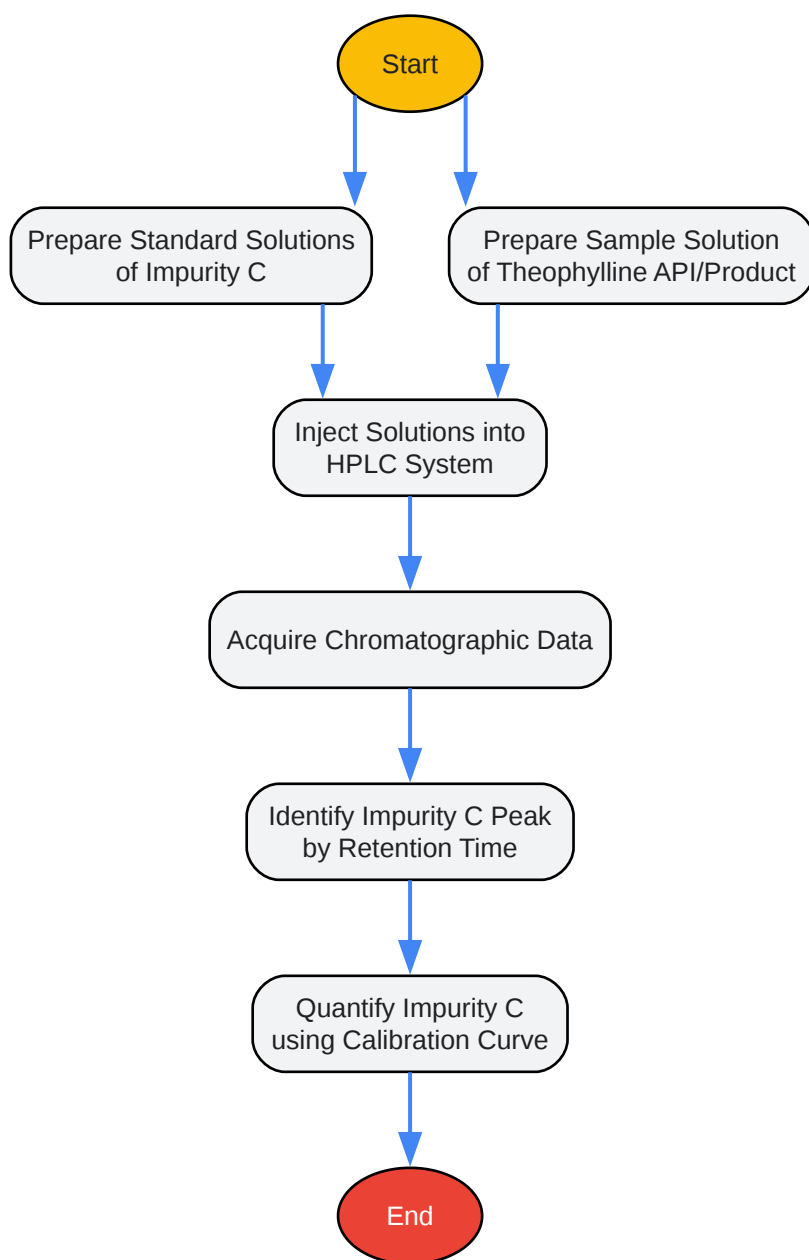 Start
Prepare Standard Solutions
of Impurity C
Prepare Sample Solution
of Theophylline API/Product
Inject Solutions into
HPLC System
Acquire Chromatographic Data
Identify Impurity C Peak
by Retention Time
Quantify Impurity C
using Calibration Curve
End